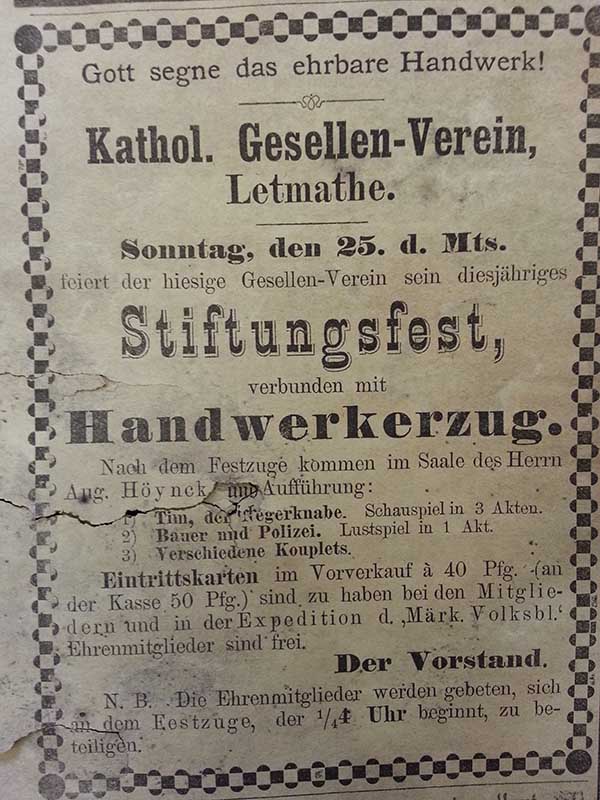 Gott segne das ehrbare Handwerk!
Kathol. Gesellen-Verein,
Letmathe.
Sonntag, den 25. d. Mts.
feiert der hiesige Gesellen-Verein sein diesjähriges
Stiftungsfest,
verbunden mit
Handwerkerzug.
Nach dem Festzuge kommen im Saale des Herrn
Aug. Höynck zur Aufführung:
1) Tim, der Negerknabe. Schauspiel in 3 Akten.
2) Bauer und Polizei. Lustspiel in 1 Akt.
3) Verschiedene Kouplets.
Eintrittskarten im Vorverkauf à 40 Pfg. (an
der Kasse 50 Pfg.) sind zu haben bei den Mitglie-
dern und in der Expedition d. ‚Märk. Volksbl.‘
Ehrenmitglieder sind frei.
Der Vorstand.
N. B. Die Ehrenmitglieder werden gebeten, sich
an dem Festzuge, der 1/4 4 Uhr beginnt, zu be-
teiligen.